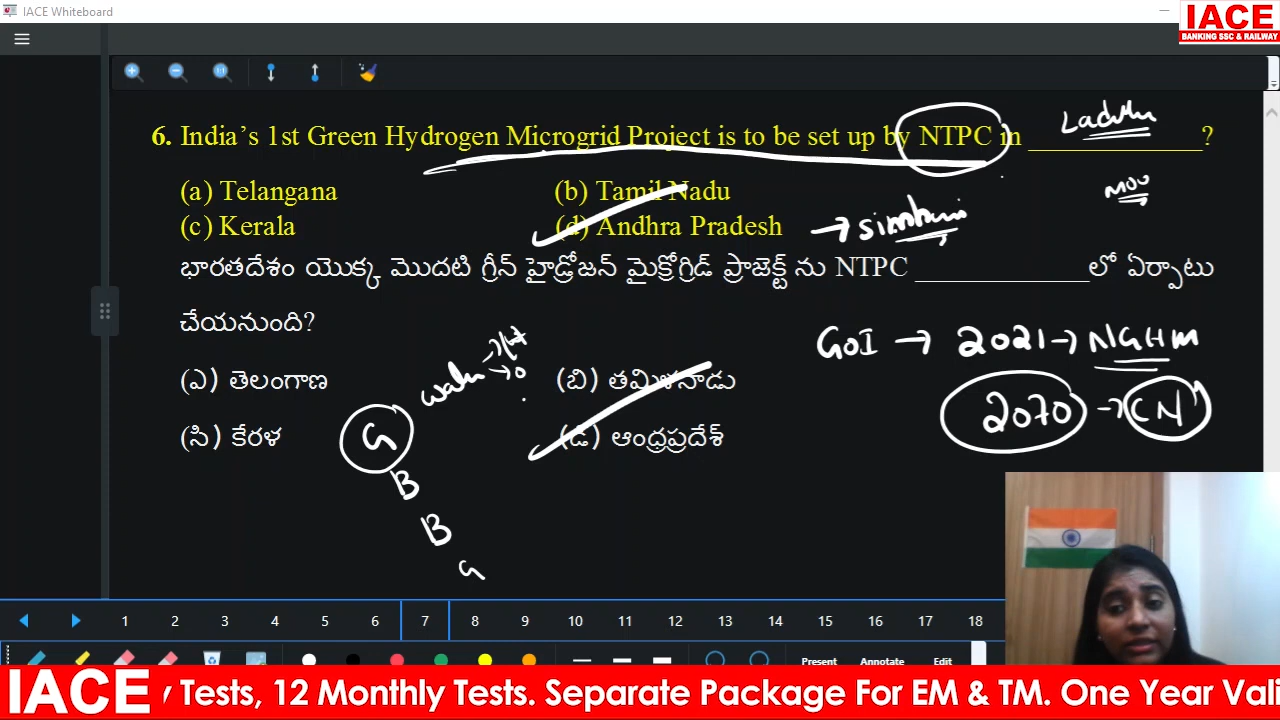 IACE Whiteboard
IACE
BANKING SSC & RAILWAY
6. India's 1st Green Hydrogen Microgrid Project is to be set up by NTPC in ____________?
(a) Telangana (b) Tamil Nadu
(c) Kerala (d) Andhra Pradesh
MOU
భారతదేశం యొక్క మొదటి గ్రీన్ హైడ్రోజన్ మైక్రోగ్రిడ్ ప్రాజెక్ట్ ను NTPC ____________లో ఏర్పాటు
చేయనుంది?
GOI → 2021 → NGHM
(ఎ) తెలంగాణ (బి) తమిళనాడు
2070 → CN
(సి) కేరళ (డి) ఆంధ్రప్రదేశ్
G
B
B
G
1 2 3 4 5 6 7 8 9 10 11 12 13 14 15 16 17 18
Present Annotate Edit
IACE y Tests, 12 Monthly Tests. Separate Package For EM & TM. One Year Vali